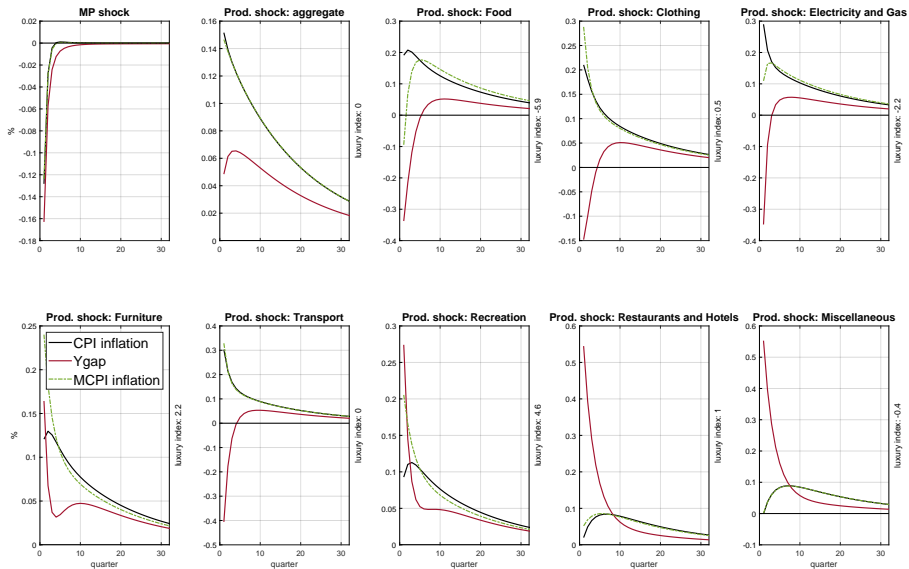 MP shock
Prod. shock: aggregate
Prod. shock: Food
Prod. shock: Clothing
Prod. shock: Electricity and Gas
0.02
0
-0.02
-0.04
-0.06
-0.08
-0.1
-0.12
-0.14
-0.16
-0.18
%
0 10 20 30
0.16
0.14
0.12
0.1
0.08
0.06
0.04
0.02
0
0 10 20 30
luxury index: 0
0.3
0.2
0.1
0
-0.1
-0.2
-0.3
-0.4
0 10 20 30
luxury index: -5.9
0.3
0.25
0.2
0.15
0.1
0.05
0
-0.05
-0.1
-0.15
0 10 20 30
luxury index: 0.5
0.3
0.2
0.1
0
-0.1
-0.2
-0.3
-0.4
0 10 20 30
luxury index: -2.2
Prod. shock: Furniture
Prod. shock: Transport
Prod. shock: Recreation
Prod. shock: Restaurants and Hotels
Prod. shock: Miscellaneous
CPI inflation
Ygap
MCPI inflation
0.25
0.2
0.15
0.1
0.05
0
%
0 10 20 30
quarter
luxury index: 2.2
0.4
0.3
0.2
0.1
0
-0.1
-0.2
-0.3
-0.4
-0.5
0 10 20 30
quarter
luxury index: 0
0.3
0.25
0.2
0.15
0.1
0.05
0
0 10 20 30
quarter
luxury index: 4.6
0.6
0.5
0.4
0.3
0.2
0.1
0
0 10 20 30
quarter
luxury index: 1
0.6
0.5
0.4
0.3
0.2
0.1
0
-0.1
0 10 20 30
quarter
luxury index: -0.4